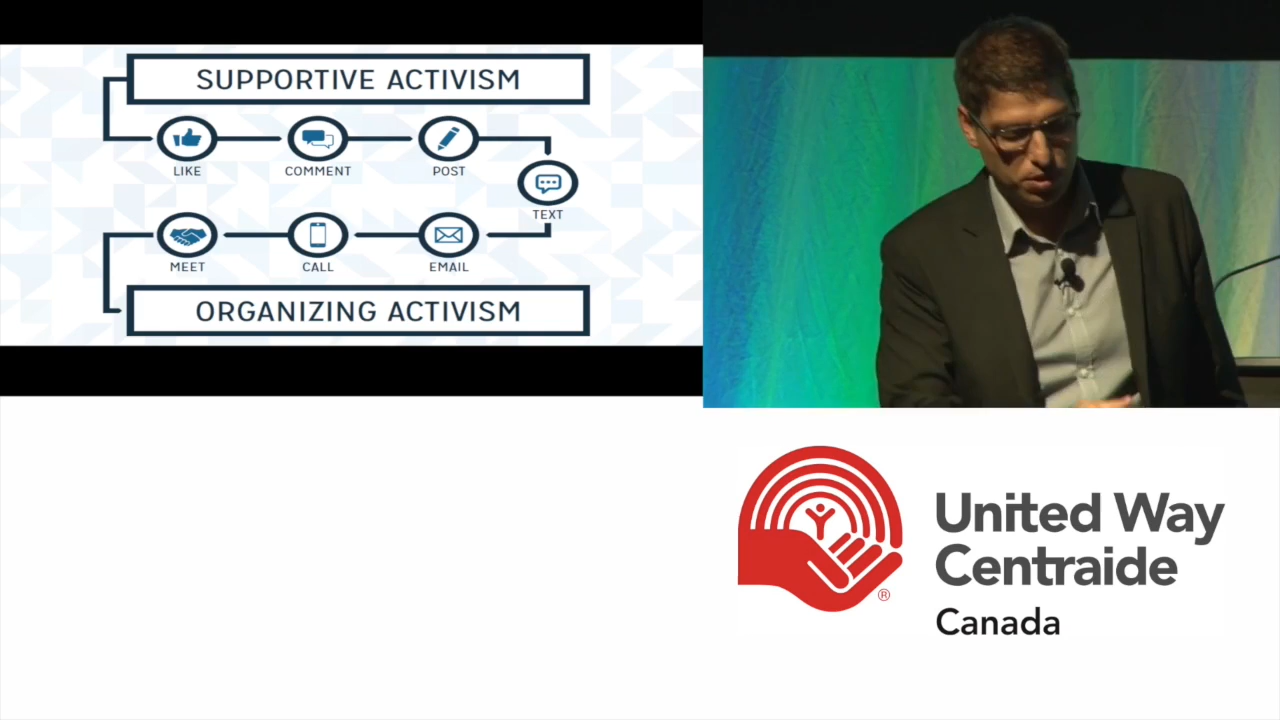 SUPPORTIVE ACTIVISM
LIKE
COMMENT
POST
TEXT
MEET
CALL
EMAIL
ORGANIZING ACTIVISM
United Way
Centraide
®
Canada